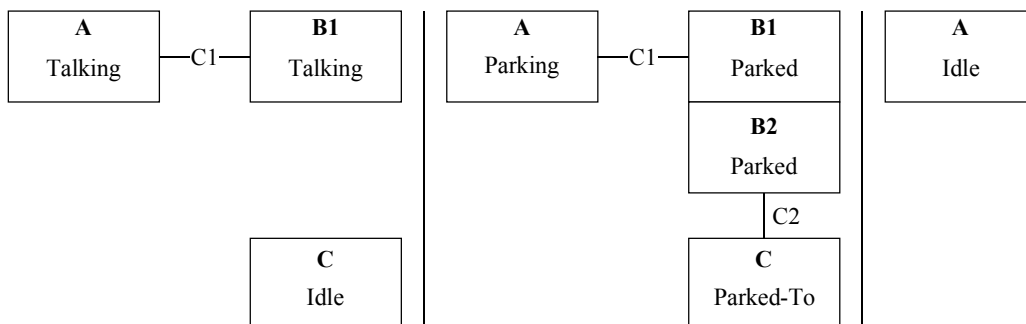 A
Talking
C1
B1
Talking
C
Idle
A
Parking
C1
B1
Parked
B2
Parked
C2
C
Parked-To
A
Idle